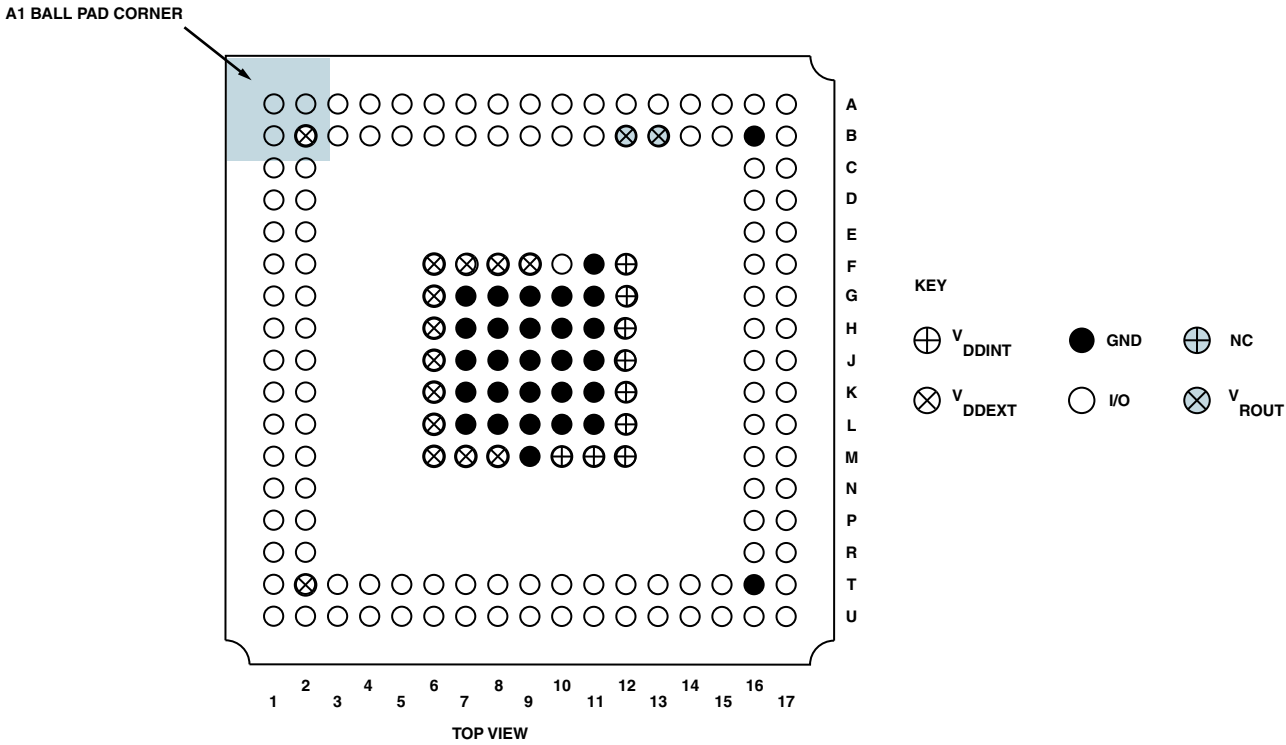 A1 BALL PAD CORNER
A
B
C
D
E
F
G
H
J
K
L
M
N
P
R
T
U
KEY
VDDINT GND NC
VDDEXT I/O VROUT
2 4 6 8 10 12 14 16
1 3 5 7 9 11 13 15 17
TOP VIEW